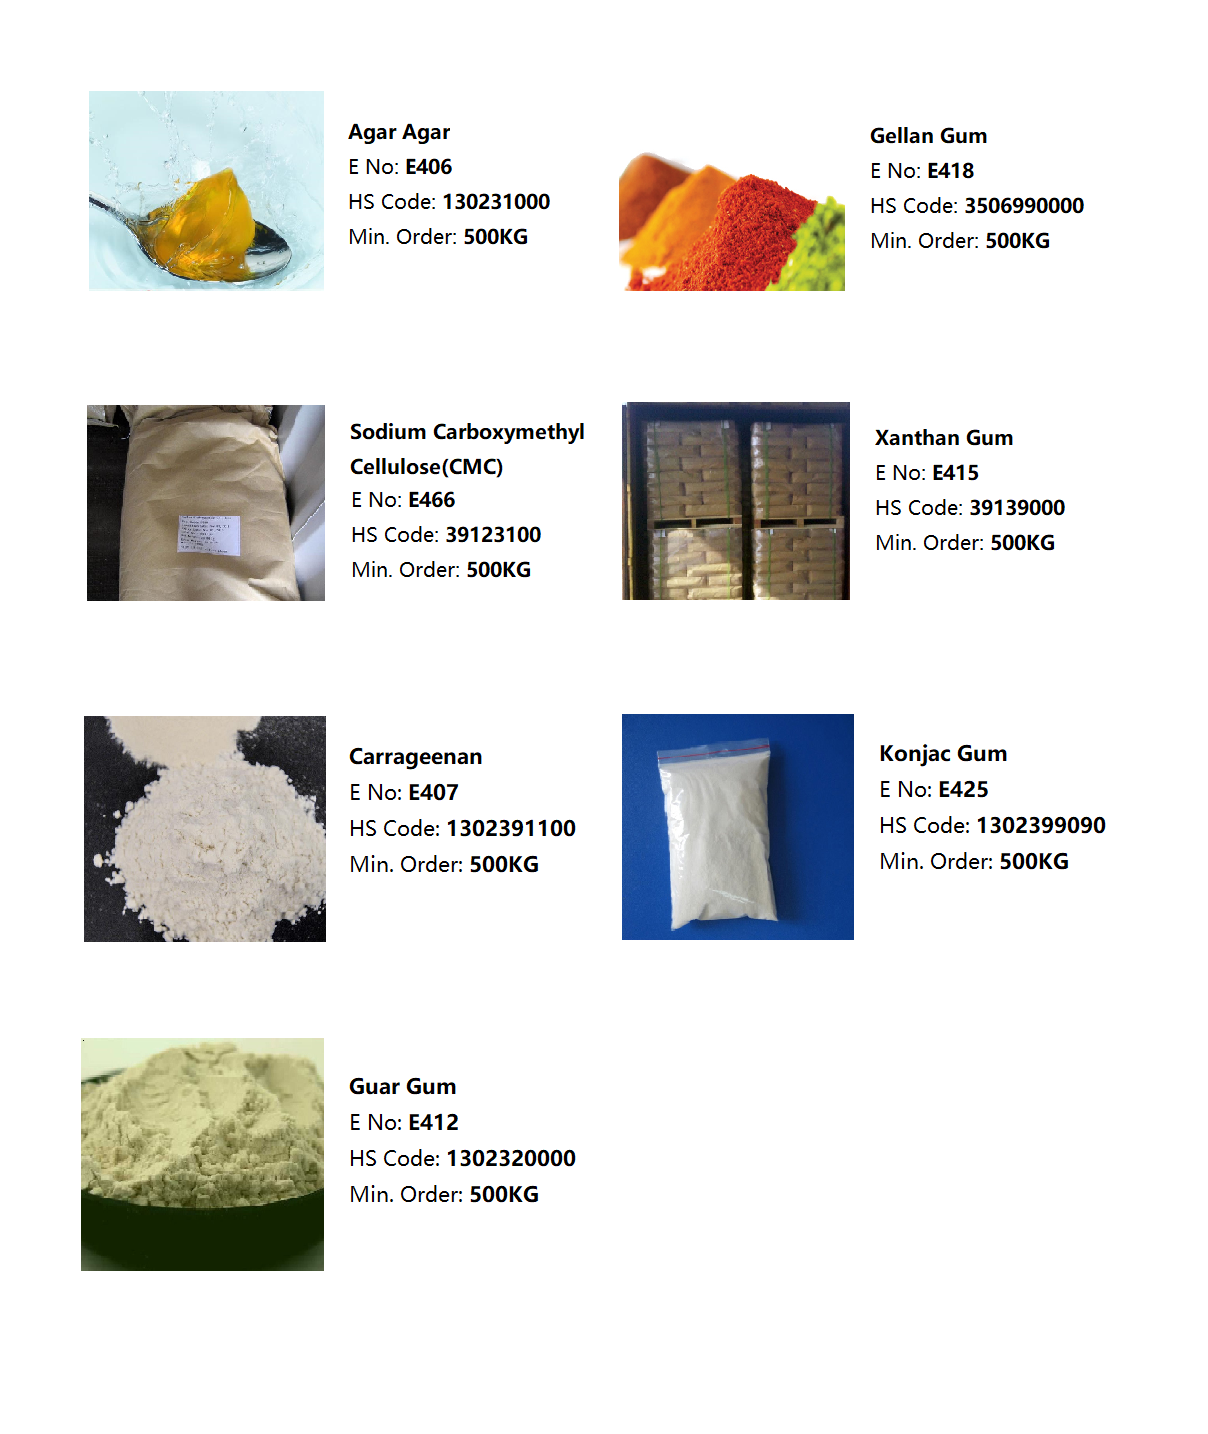 Agar Agar
E No: E406
HS Code: 130231000
Min. Order: 500KG
Gellan Gum
E No: E418
HS Code: 3506990000
Min. Order: 500KG
Sodium Carboxymethyl
Cellulose(CMC)
E No: E466
HS Code: 39123100
Min. Order: 500KG
Xanthan Gum
E No: E415
HS Code: 39139000
Min. Order: 500KG
Carrageenan
E No: E407
HS Code: 1302391100
Min. Order: 500KG
Konjac Gum
E No: E425
HS Code: 1302399090
Min. Order: 500KG
Guar Gum
E No: E412
HS Code: 1302320000
Min. Order: 500KG